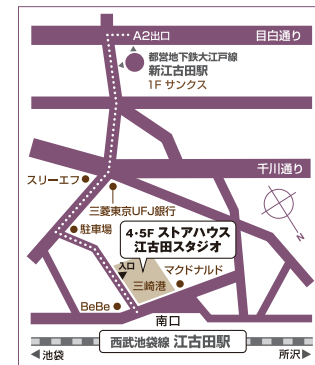 A2出口
目白通り
都営地下鉄大江戸線
新江古田駅
1F サンクス
千川通り
スリーエフ
三菱東京UFJ銀行
駐車場
4・5F ストアハウス
江古田スタジオ
N
入口
マクドナルド
三崎港
BeBe
南口
西武池袋線 江古田駅
池袋
所沢